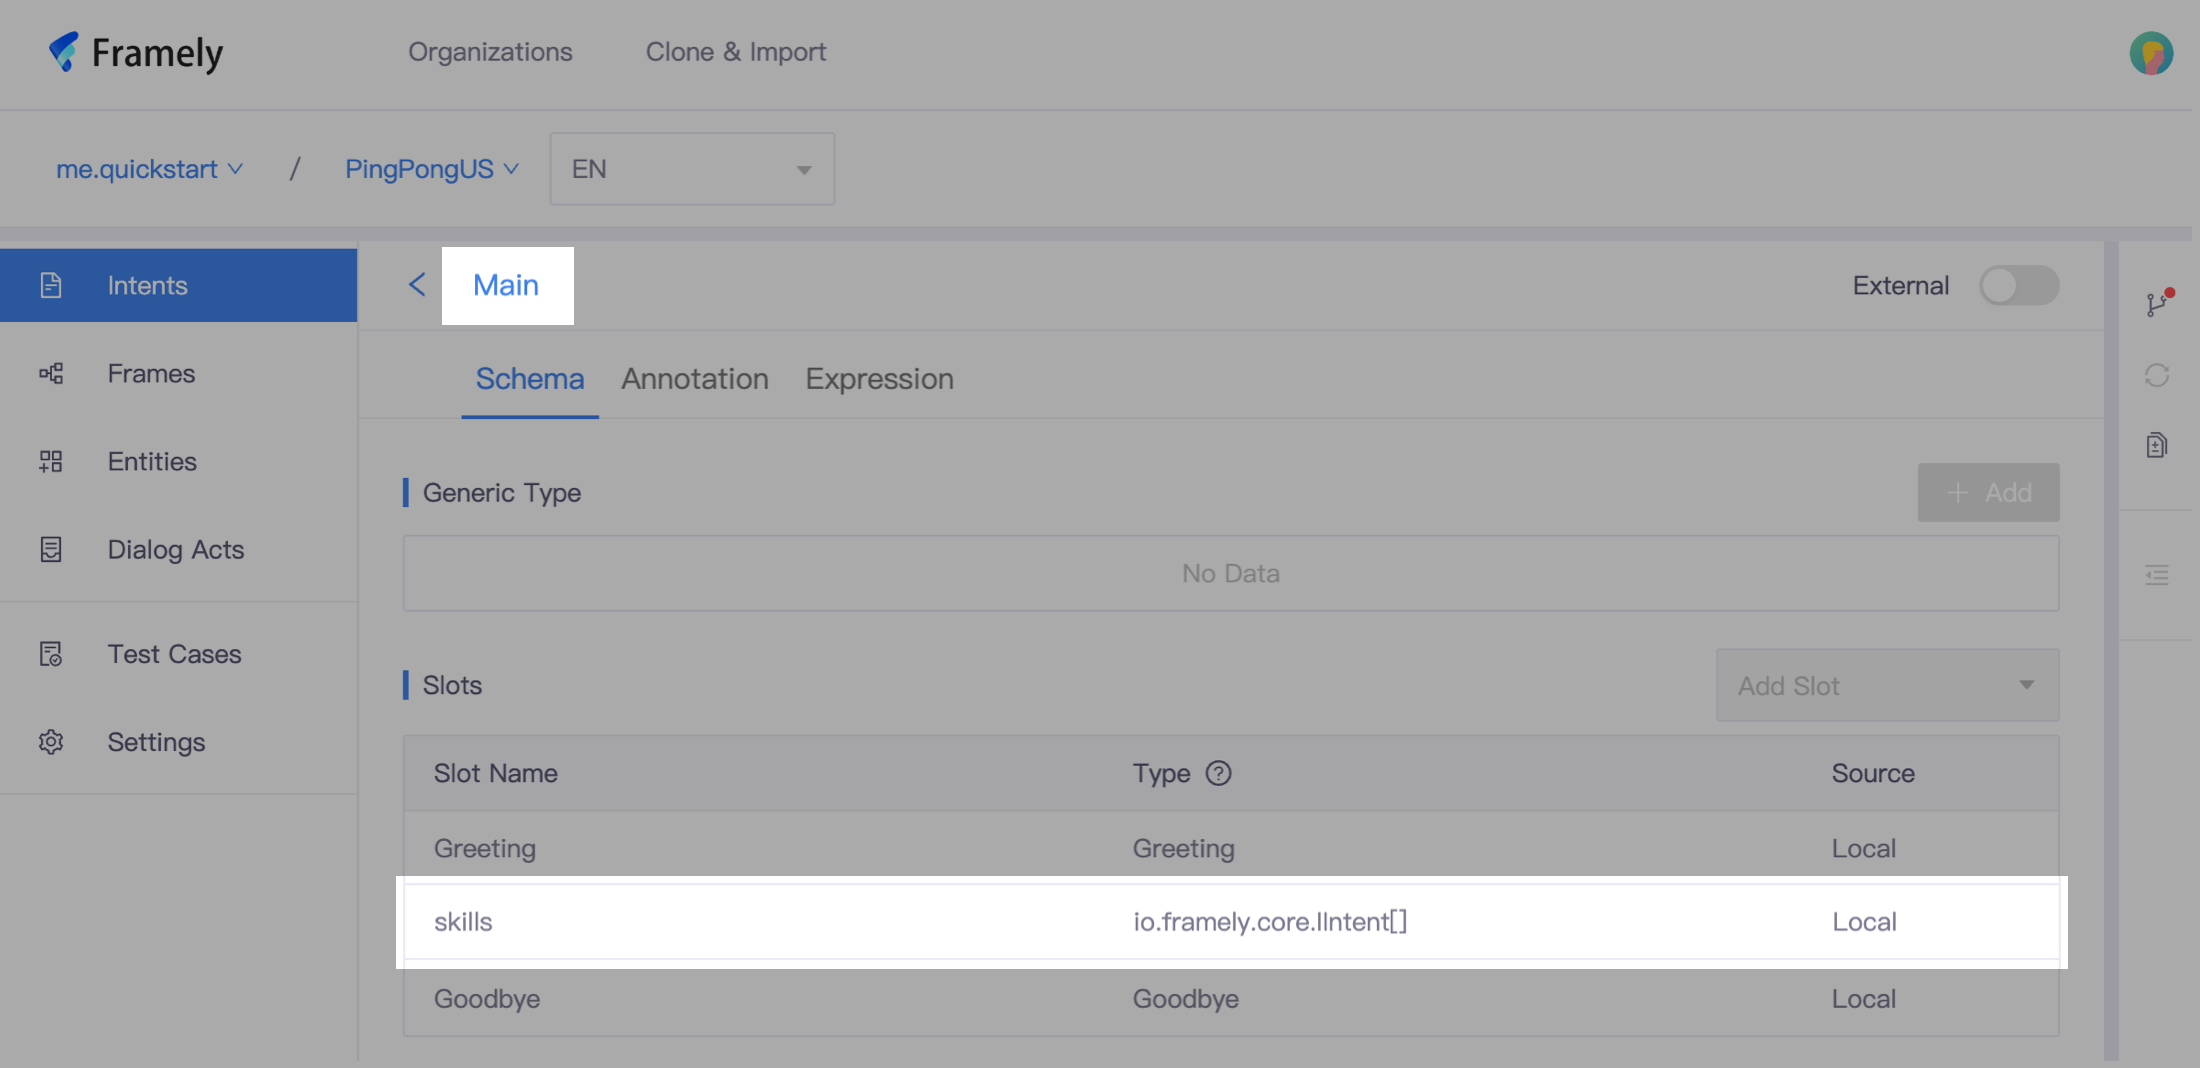 Framely
Organizations Clone & Import
me.quickstart / PingPongUS EN
Intents
Frames
Entities
Dialog Acts
Test Cases
Settings
Main External
Schema Annotation Expression
Generic Type + Add
No Data
Slots Add Slot
Slot Name Type ? Source
Greeting Greeting Local
skills io.framely.core.IIntent[] Local
Goodbye Goodbye Local